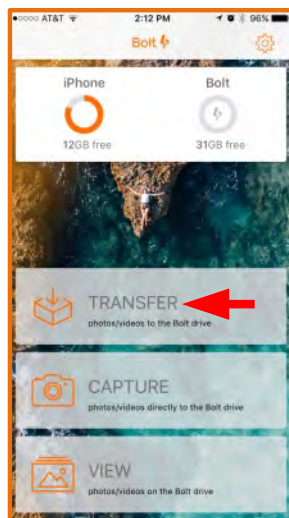 AT&T 2:12 PM 96%
Bolt
iPhone Bolt
12GB free 31GB free
TRANSFER
photos/videos to the Bolt drive
CAPTURE
photos/videos directly to the Bolt drive
VIEW
photos/videos on the Bolt drive